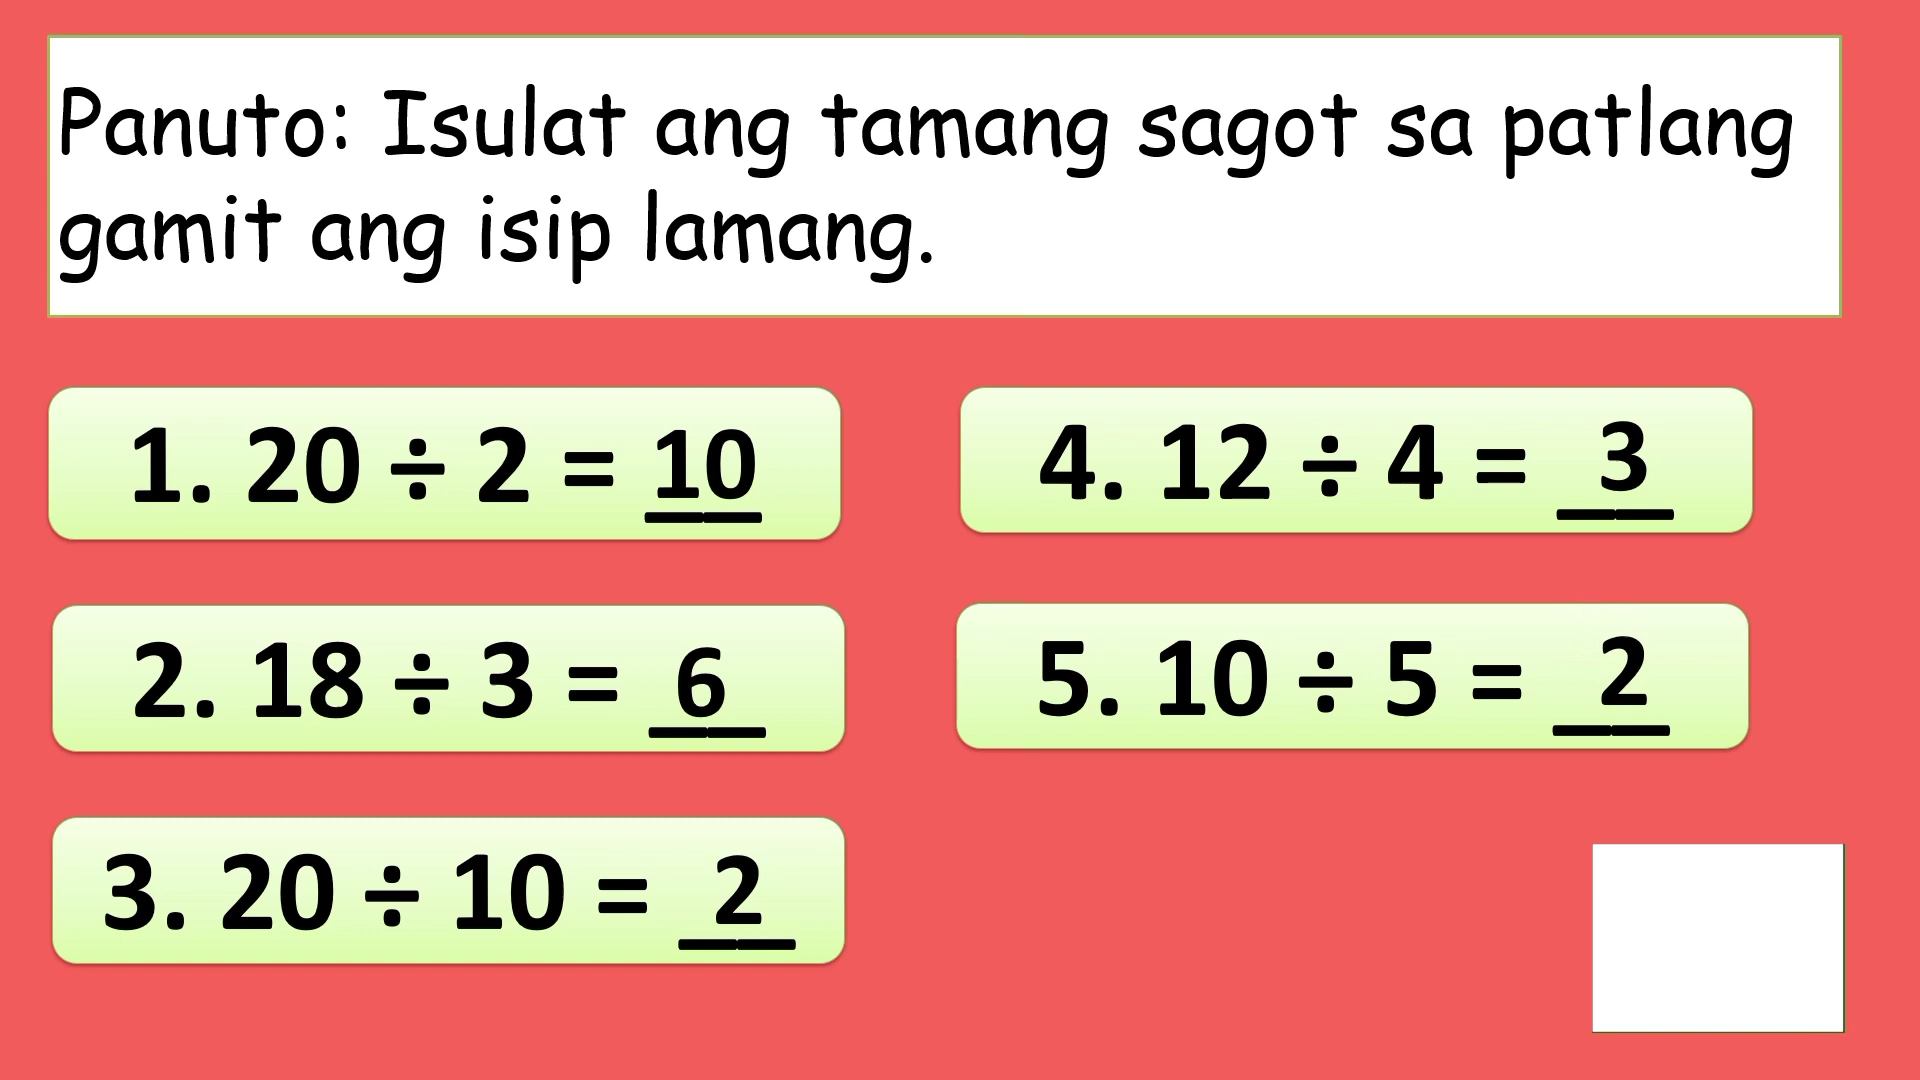 Panuto: Isulat ang tamang sagot sa patlang
gamit ang isip lamang.
1. 20 ÷ 2 = 10
2. 18 ÷ 3 = 6
3. 20 ÷ 10 = 2
4. 12 ÷ 4 = 3
5. 10 ÷ 5 = 2